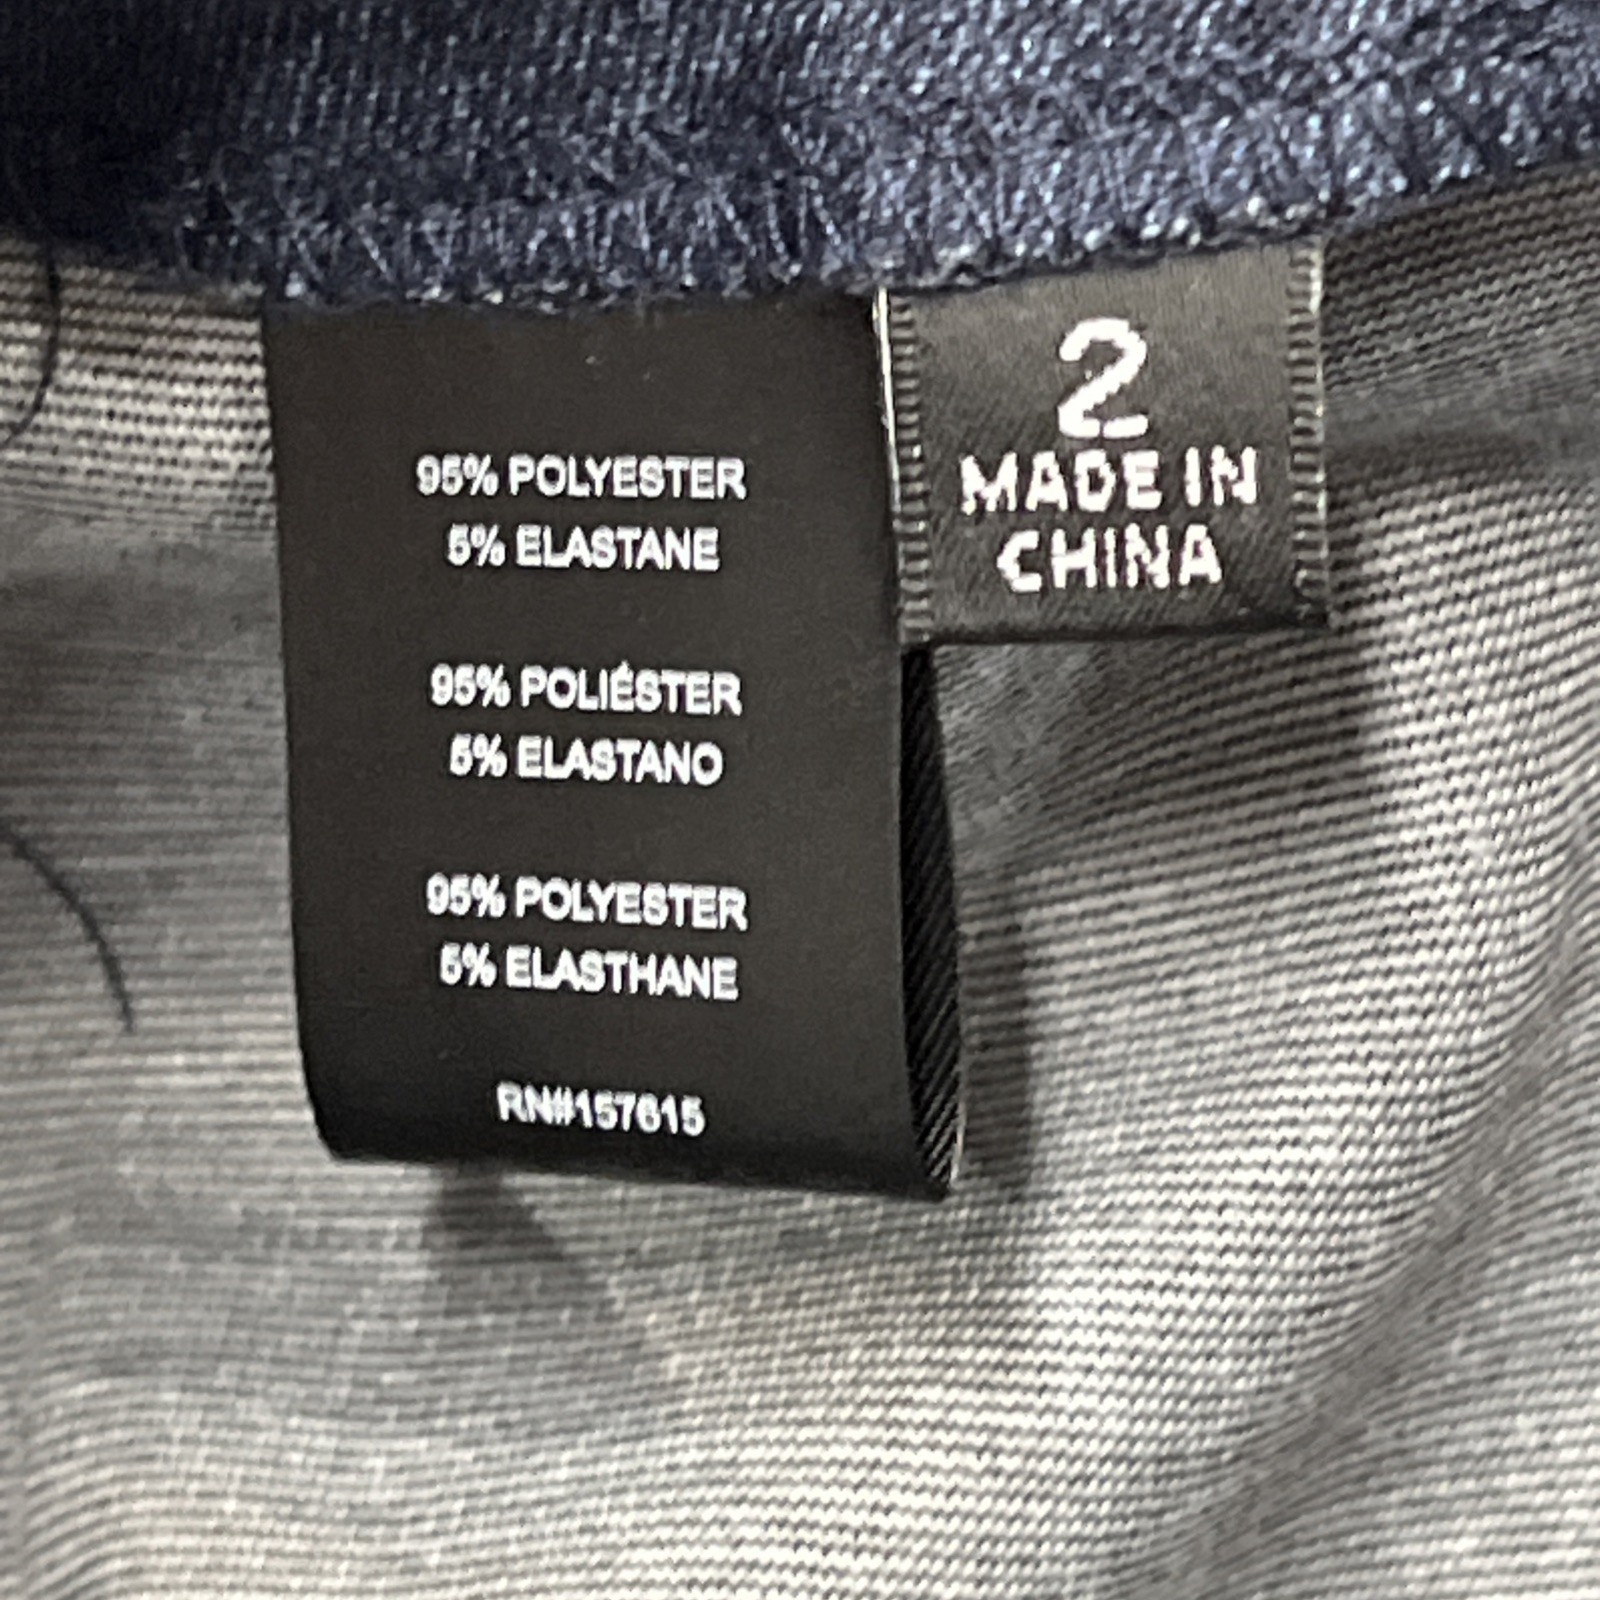 95% POLYESTER
5% ELASTANE
95% POLIÉSTER
5% ELASTANO
95% POLYESTER
5% ELASTHANE
RN#157615
2
MADE IN
CHINA